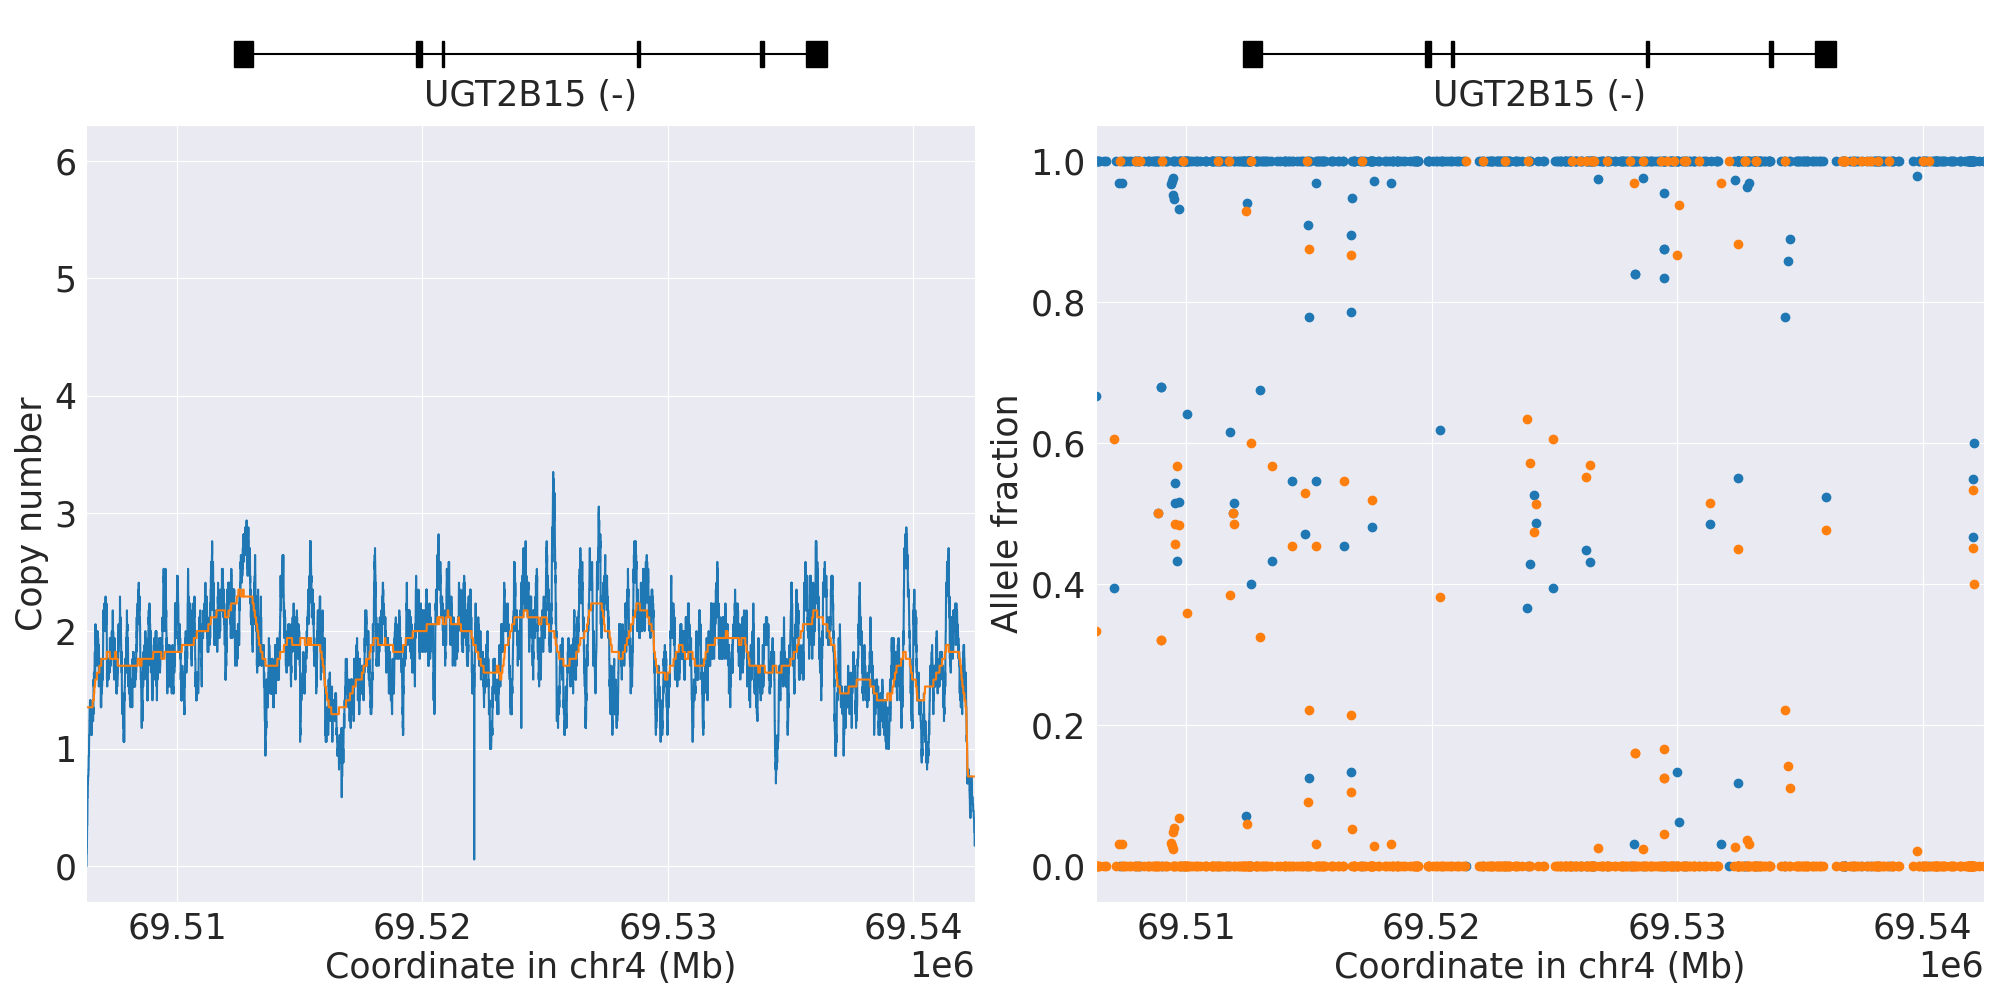 UGT2B15 (-)
UGT2B15 (-)
6
5
4
3
2
1
0
Copy number
69.51
69.52
69.53
69.54
Coordinate in chr4 (Mb)
1e6
1.0
0.8
0.6
0.4
0.2
0.0
Allele fraction
69.51
69.52
69.53
69.54
Coordinate in chr4 (Mb)
1e6